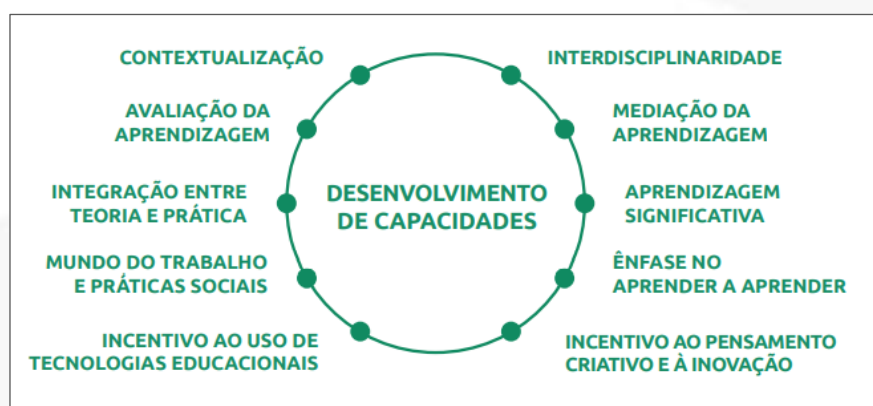 CONTEXTUALIZAÇÃO
INTERDISCIPLINARIDADE
AVALIAÇÃO DA
APRENDIZAGEM
MEDIAÇÃO DA
APRENDIZAGEM
INTEGRAÇÃO ENTRE
TEORIA E PRÁTICA
DESENVOLVIMENTO
DE CAPACIDADES
APRENDIZAGEM
SIGNIFICATIVA
MUNDO DO TRABALHO
E PRÁTICAS SOCIAIS
ÊNFASE NO
APRENDER A APRENDER
INCENTIVO AO USO DE
TECNOLOGIAS EDUCACIONAIS
INCENTIVO AO PENSAMENTO
CRIATIVO E À INOVAÇÃO